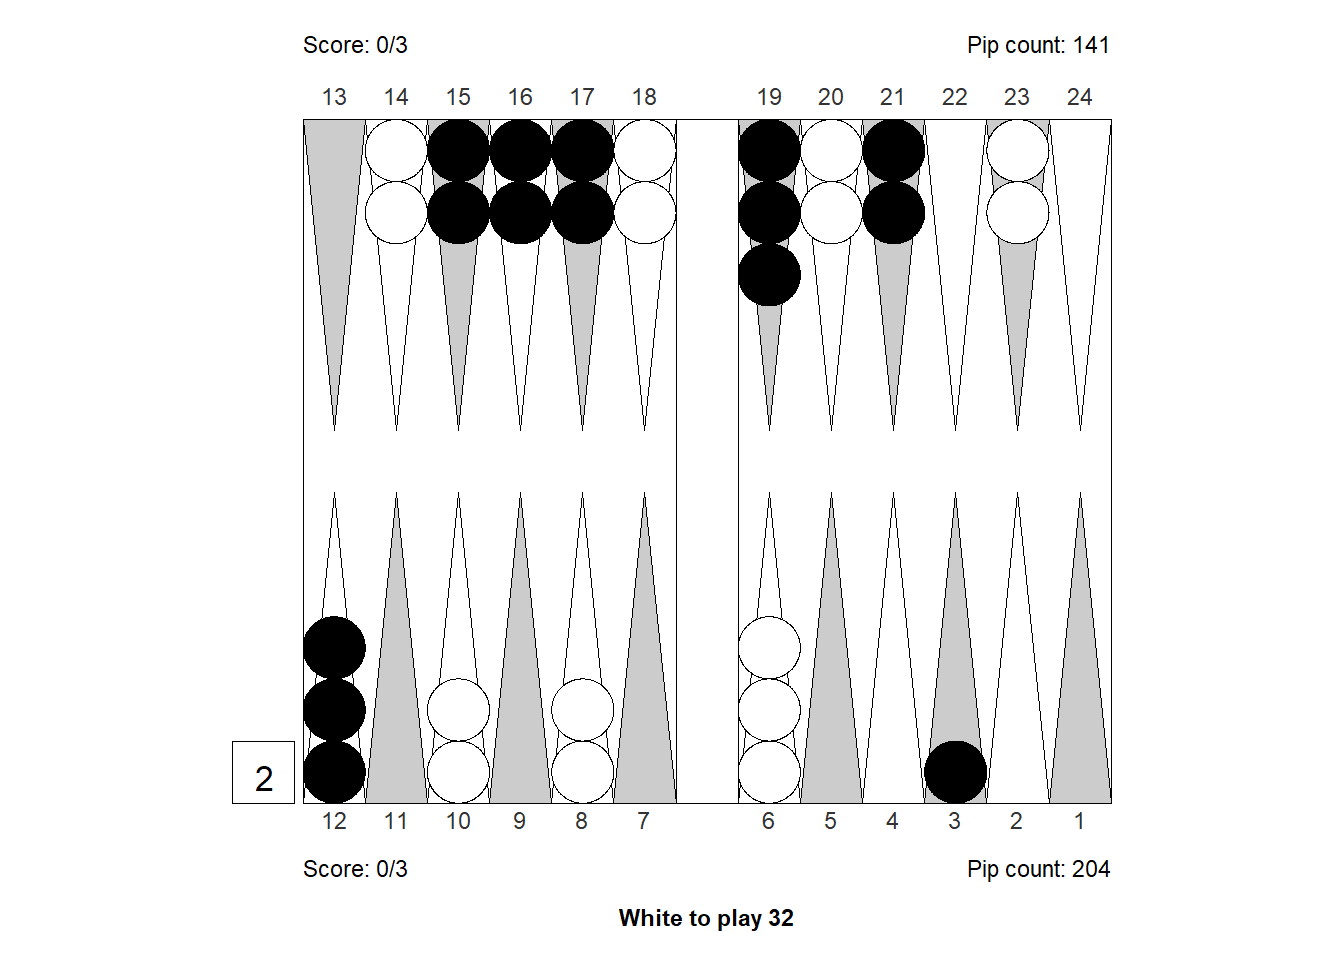 Score: 0/3 Pip count: 141
13 14 15 16 17 18 19 20 21 22 23 24
2
12 11 10 9 8 7 6 5 4 3 2 1
Score: 0/3 Pip count: 204
White to play 32